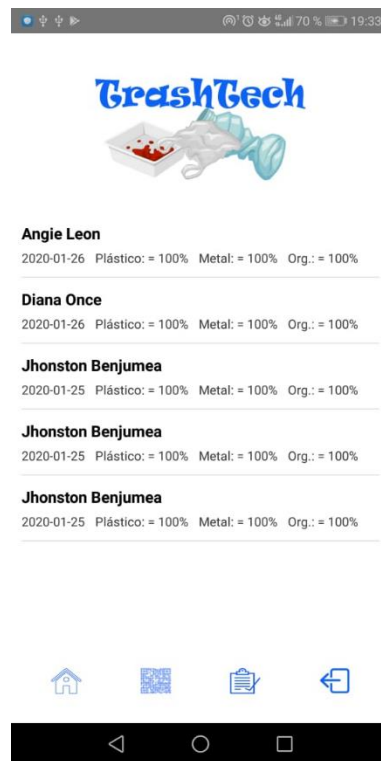 70 % 19:33
TrashTech
Angie Leon
2020-01-26 Plástico: = 100% Metal: = 100% Org.: = 100%
Diana Once
2020-01-26 Plástico: = 100% Metal: = 100% Org.: = 100%
Jhonston Benjumea
2020-01-25 Plástico: = 100% Metal: = 100% Org.: = 100%
Jhonston Benjumea
2020-01-25 Plástico: = 100% Metal: = 100% Org.: = 100%
Jhonston Benjumea
2020-01-25 Plástico: = 100% Metal: = 100% Org.: = 100%